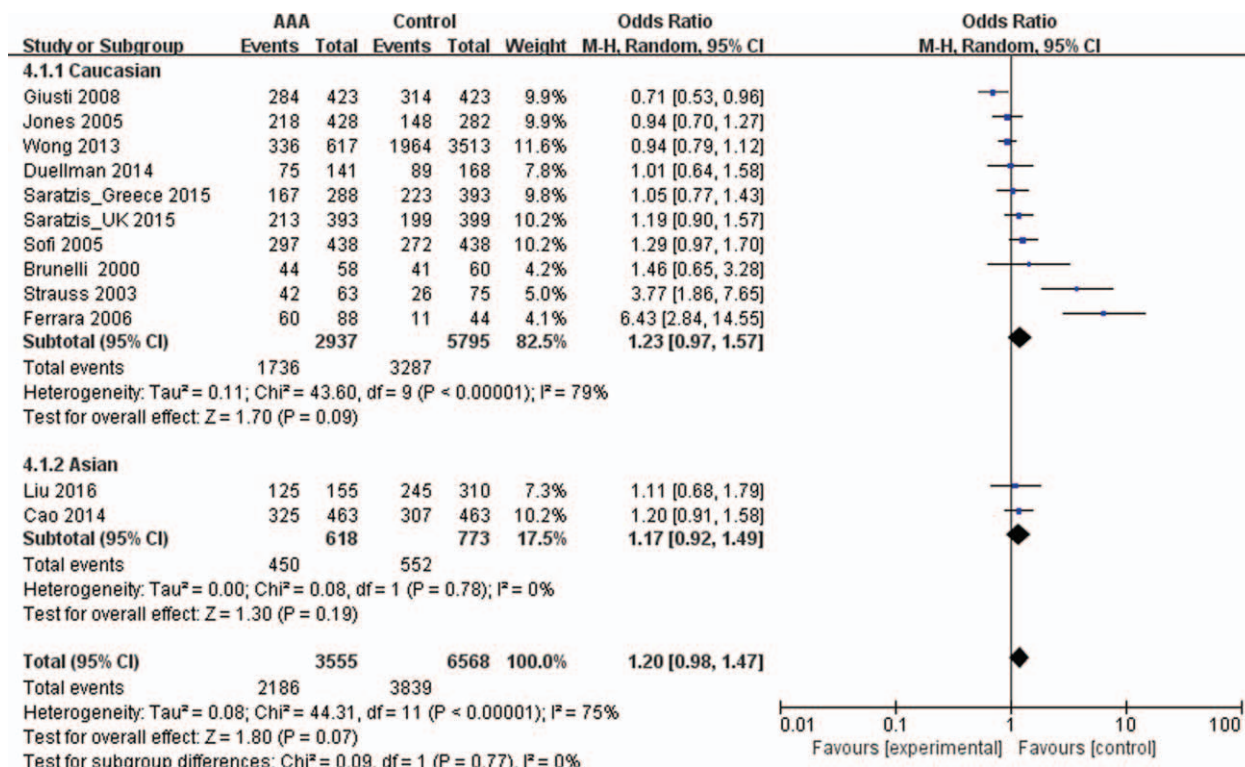 AAA Control Odds Ratio Odds Ratio
Study or Subgroup Events Total Events Total Weight M-H, Random, 95% CI M-H, Random, 95% CI
4.1.1 Caucasian
Giusti 2008 284 423 314 423 9.9% 0.71 [0.53, 0.96]
Jones 2005 218 428 148 282 9.9% 0.94 [0.70, 1.27]
Wong 2013 336 617 1964 3513 11.6% 0.94 [0.79, 1.12]
Duellman 2014 75 141 89 168 7.8% 1.01 [0.64, 1.58]
Saratzis_Greece 2015 167 288 223 393 9.8% 1.05 [0.77, 1.43]
Saratzis_UK 2015 213 393 199 399 10.2% 1.19 [0.90, 1.57]
Sofi 2005 297 438 272 438 10.2% 1.29 [0.97, 1.70]
Brunelli 2000 44 58 41 60 4.2% 1.46 [0.65, 3.28]
Strauss 2003 42 63 26 75 5.0% 3.77 [1.86, 7.65]
Ferrara 2006 60 88 11 44 4.1% 6.43 [2.84, 14.55]
Subtotal (95% CI) 2937 5795 82.5% 1.23 [0.97, 1.57]
Total events 1736 3287
Heterogeneity: Tau² = 0.11; Chi² = 43.60, df = 9 (P < 0.00001); I² = 79%
Test for overall effect: Z = 1.70 (P = 0.09)
4.1.2 Asian
Liu 2016 125 155 245 310 7.3% 1.11 [0.68, 1.79]
Cao 2014 325 463 307 463 10.2% 1.20 [0.91, 1.58]
Subtotal (95% CI) 618 773 17.5% 1.17 [0.92, 1.49]
Total events 450 552
Heterogeneity: Tau² = 0.00; Chi² = 0.08, df = 1 (P = 0.78); I² = 0%
Test for overall effect: Z = 1.30 (P = 0.19)
Total (95% CI) 3555 6568 100.0% 1.20 [0.98, 1.47]
Total events 2186 3839
Heterogeneity: Tau² = 0.08; Chi² = 44.31, df = 11 (P < 0.00001); I² = 75%
Test for overall effect: Z = 1.80 (P = 0.07)
Test for subgroup differences: Chi² = 0.09, df = 1 (P = 0.77), I² = 0%
0.01 0.1 1 10 100
Favours [experimental] Favours [control]